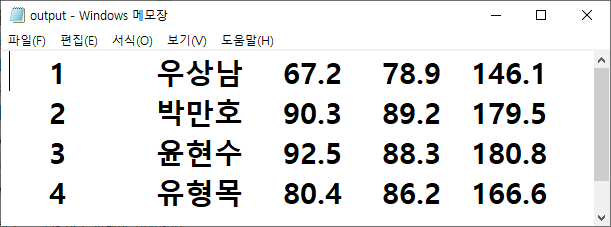 output - Windows 메모장
파일(F) 편집(E) 서식(O) 보기(V) 도움말(H)
1 우상남 67.2 78.9 146.1
2 박만호 90.3 89.2 179.5
3 윤현수 92.5 88.3 180.8
4 유형목 80.4 86.2 166.6